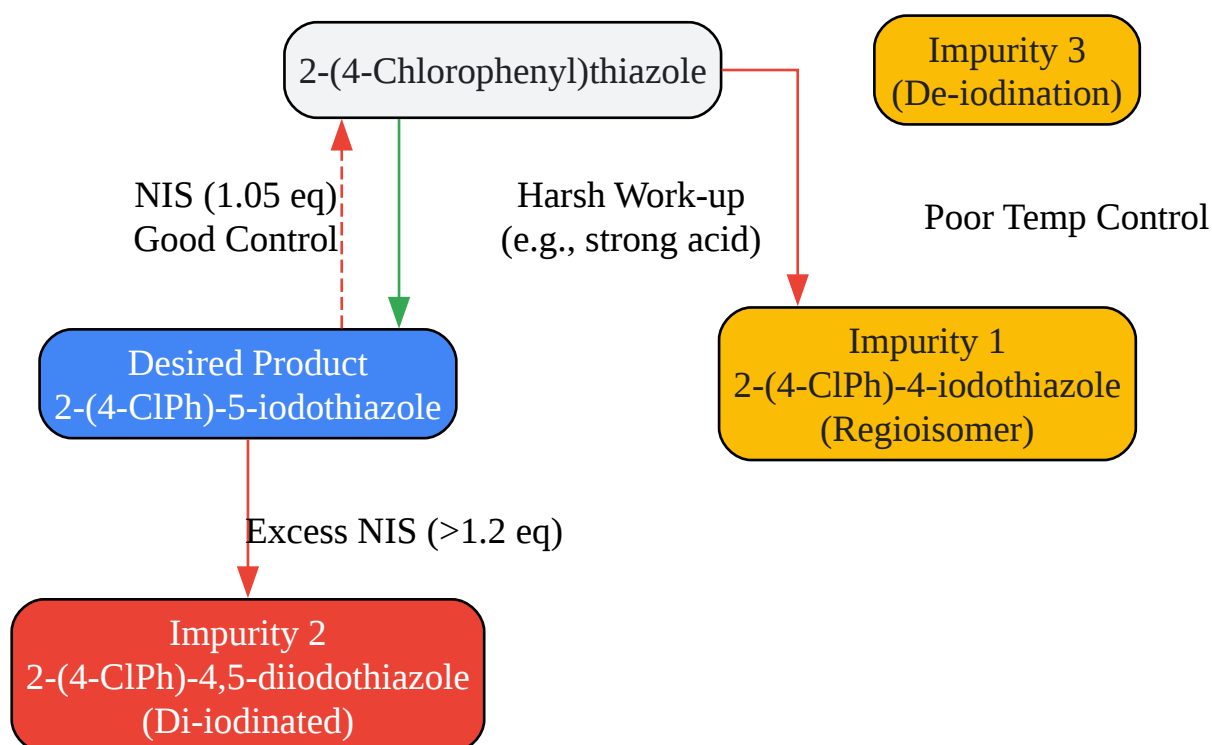 2-(4-Chlorophenyl)thiazole
Impurity 3
(De-iodination)
NIS (1.05 eq)
Good Control
Harsh Work-up
(e.g., strong acid)
Poor Temp Control
Desired Product
2-(4-ClPh)-5-iodothiazole
Impurity 1
2-(4-ClPh)-4-iodothiazole
(Regioisomer)
Excess NIS (>1.2 eq)
Impurity 2
2-(4-ClPh)-4,5-diiodothiazole
(Di-iodinated)